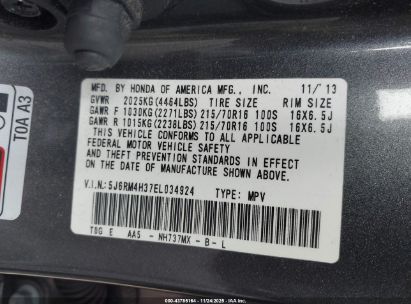 MFD. BY HONDA OF AMERICA MFG., INC. 11/ 13
GVWR 2025KG(4464LBS) TIRE SIZE RIM SIZE
GAWR F 1030KG(2271LBS)215/70R16 100S 16X6.5J
GAWR R 1015KG(2238LBS)215/70R16 100S 16X6.5J
THIS VEHICLE CONFORMS TO ALL APPLICABLE
FEDERAL MOTOR VEHICLE SAFETY AND
THEFT PREVENTION STANDARDS IN EFFECT ON
THE DATE OF MANUFACTURE SHOWN ABOVE.
V.I.N:5J6RM4H37EL034924 TYPE: MPV
TOG E AA5 - NH737MX - B - L
TOA A3